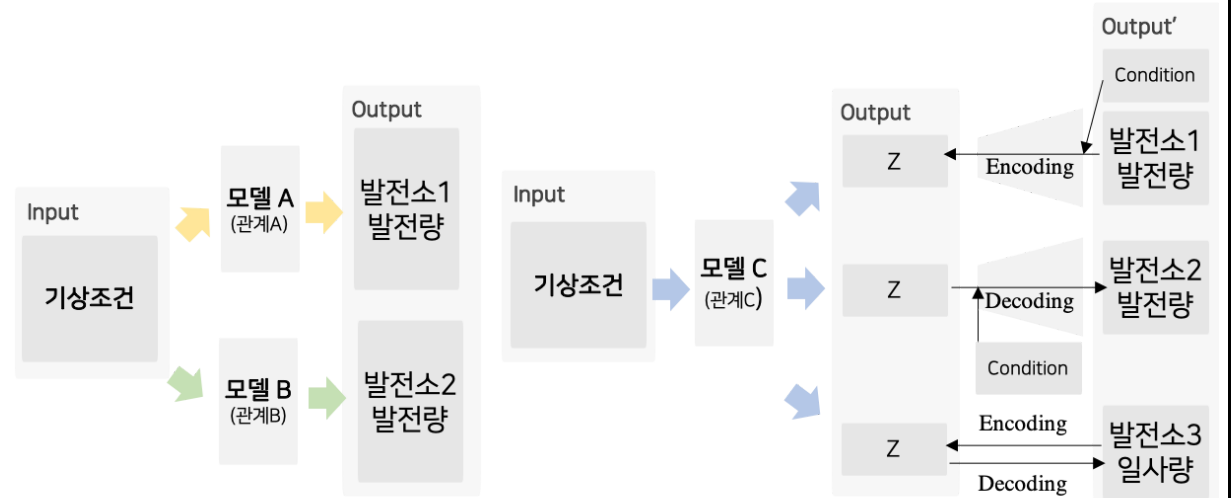 Input
기상조건
모델 A
(관계A)
모델 B
(관계B)
Output
발전소1
발전량
발전소2
발전량
Input
기상조건
모델 C
(관계C)
Output
Z
Z
Z
Encoding
Decoding
Condition
Encoding
Decoding
Output’
Condition
발전소1
발전량
발전소2
발전량
발전소3
일사량